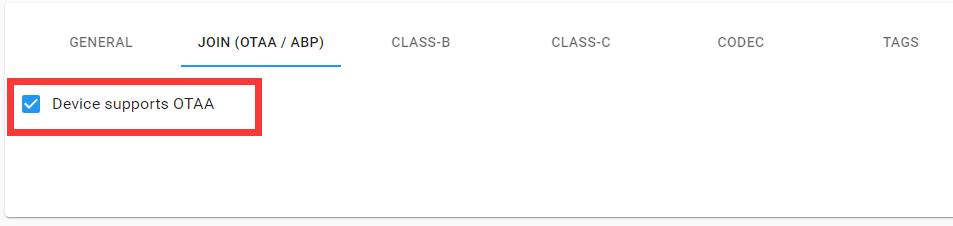 GENERAL JOIN (OTAA / ABP) CLASS-B CLASS-C CODEC TAGS
Device supports OTAA